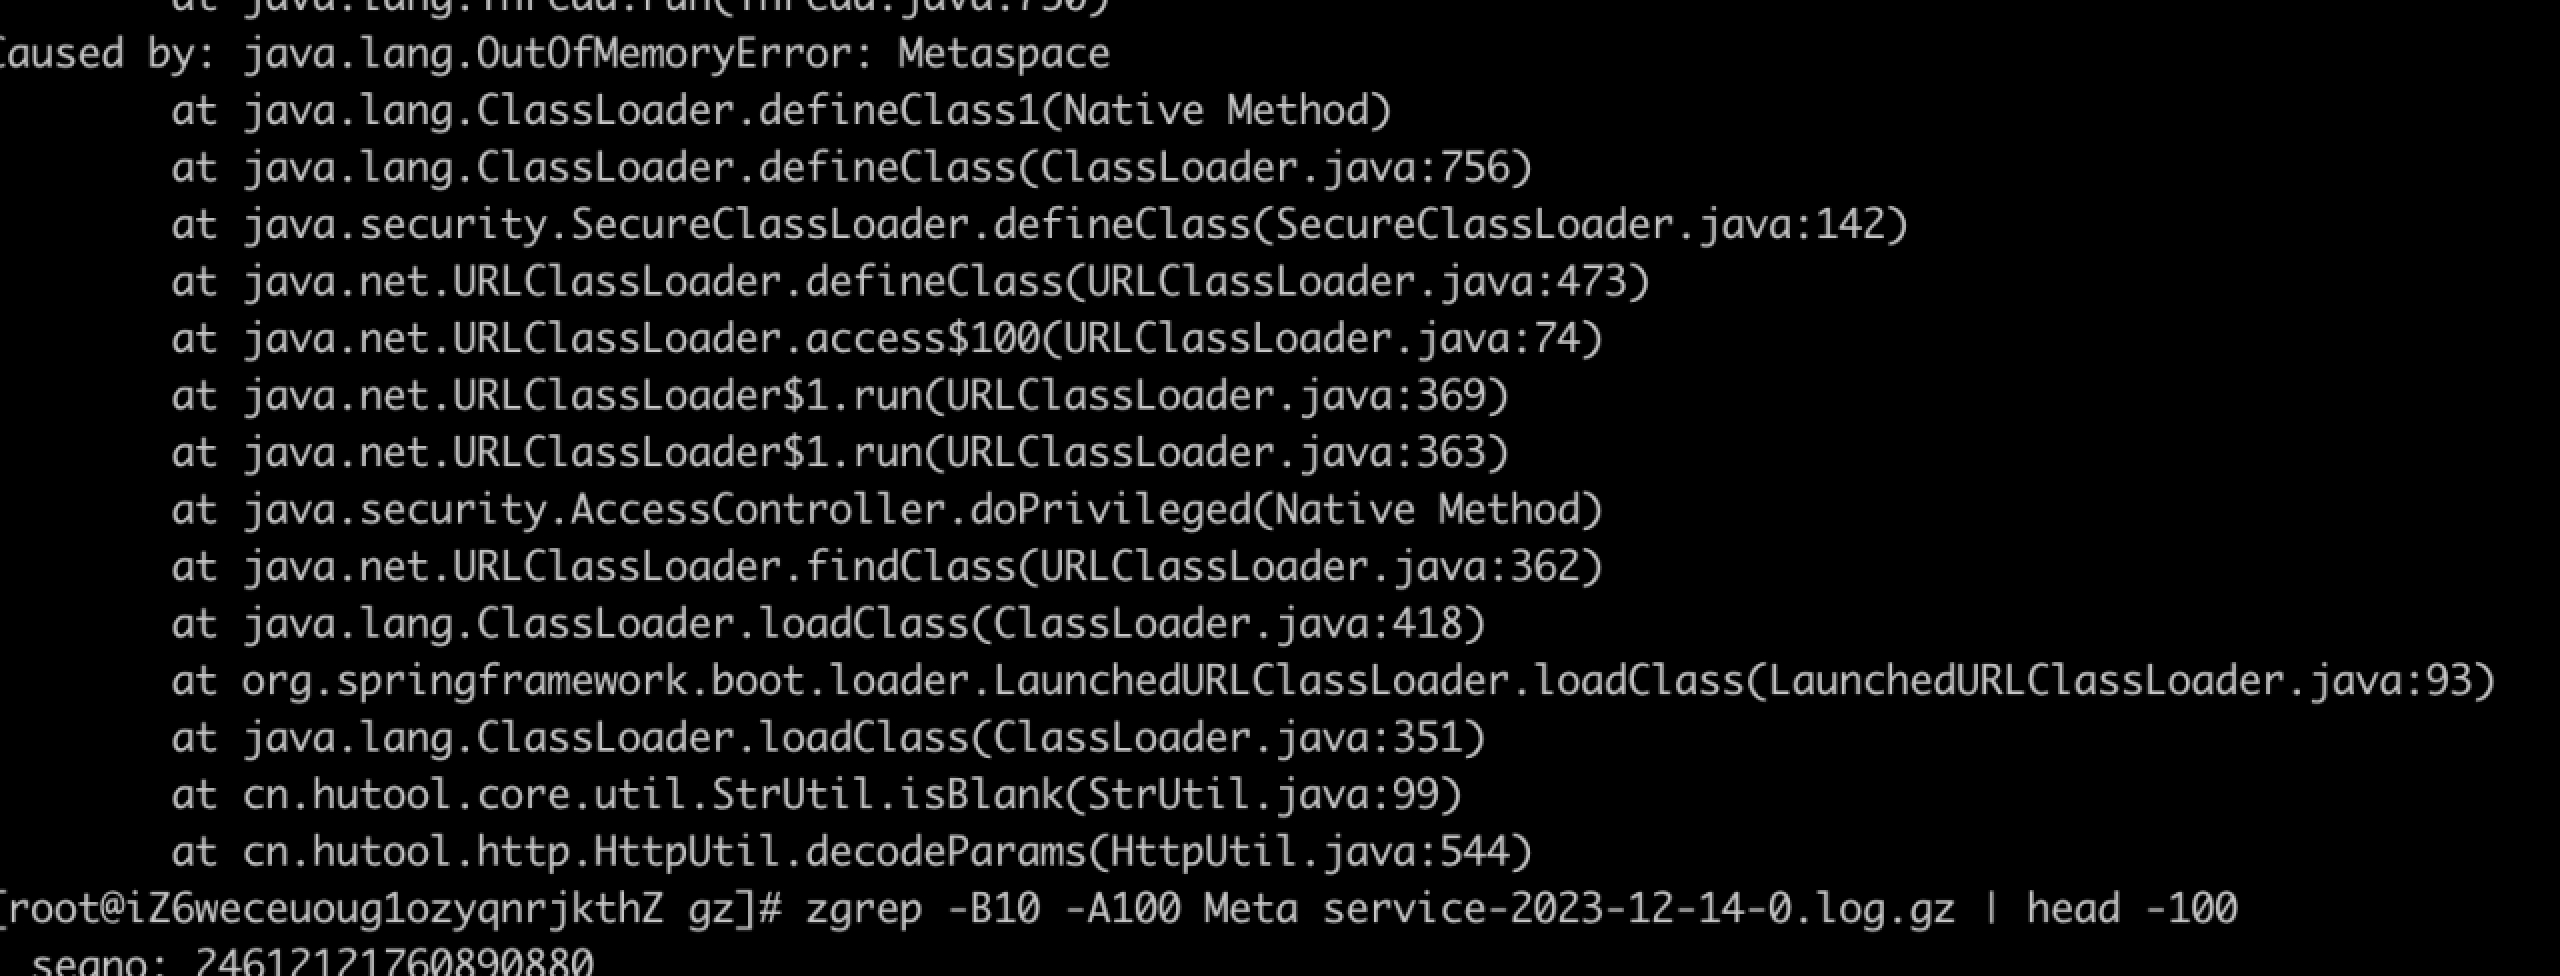 at java.lang.Thread.run(Thread.java:750)
Caused by: java.lang.OutOfMemoryError: Metaspace
at java.lang.ClassLoader.defineClass1(Native Method)
at java.lang.ClassLoader.defineClass(ClassLoader.java:756)
at java.security.SecureClassLoader.defineClass(SecureClassLoader.java:142)
at java.net.URLClassLoader.defineClass(URLClassLoader.java:473)
at java.net.URLClassLoader.access$100(URLClassLoader.java:74)
at java.net.URLClassLoader$1.run(URLClassLoader.java:369)
at java.net.URLClassLoader$1.run(URLClassLoader.java:363)
at java.security.AccessController.doPrivileged(Native Method)
at java.net.URLClassLoader.findClass(URLClassLoader.java:362)
at java.lang.ClassLoader.loadClass(ClassLoader.java:418)
at org.springframework.boot.loader.LaunchedURLClassLoader.loadClass(LaunchedURLClassLoader.java:93)
at java.lang.ClassLoader.loadClass(ClassLoader.java:351)
at cn.hutool.core.util.StrUtil.isBlank(StrUtil.java:99)
at cn.hutool.http.HttpUtil.decodeParams(HttpUtil.java:544)
[root@iZ6weceuoug1ozyqnrjkthZ gz]# zgrep -B10 -A100 Meta service-2023-12-14-0.log.gz | head -100
seqno: 24612121760890880